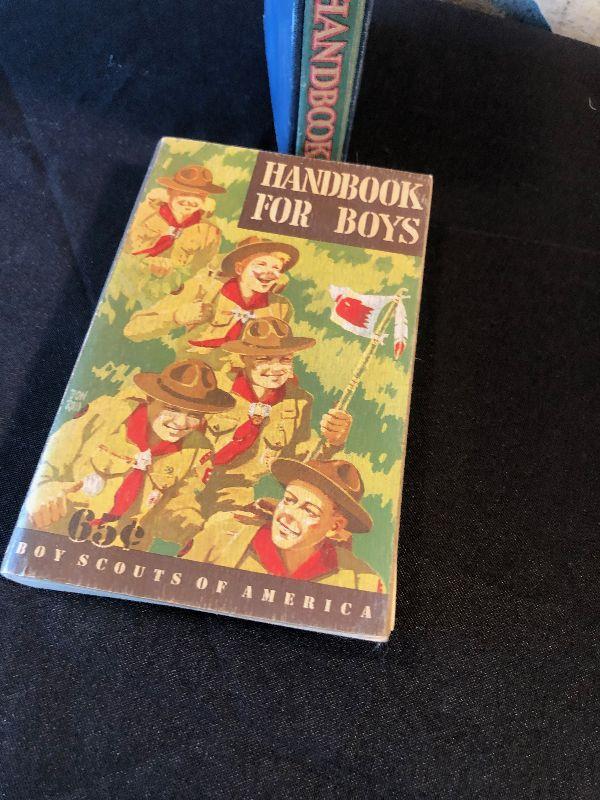 HANDBOOK
HANDBOOK
FOR BOYS
65¢
BOY SCOUTS OF AMERICA